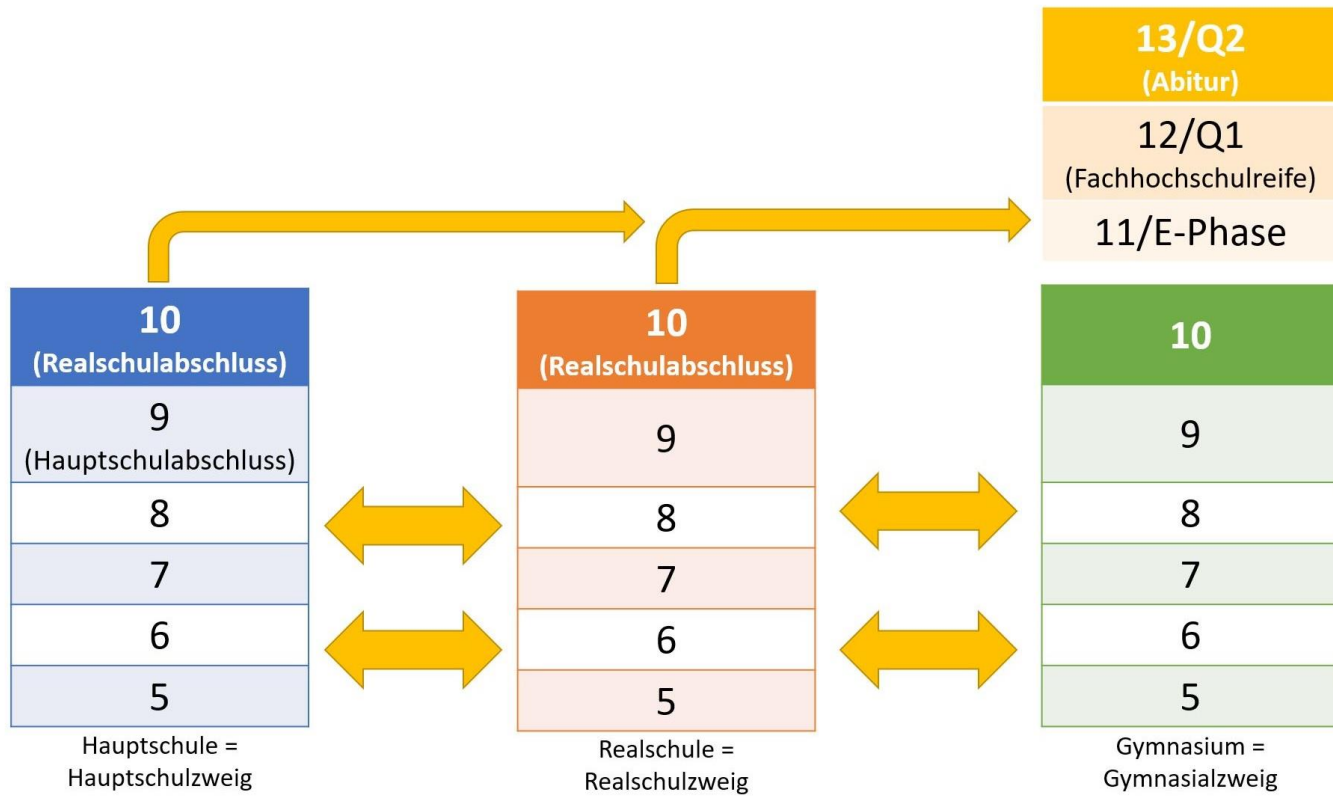 13/Q2
(Abitur)
12/Q1
(Fachhochschulreife)
11/E-Phase
10
(Realschulabschluss)
9
(Hauptschulabschluss)
8
7
6
5
Hauptschule =
Hauptschulzweig
10
(Realschulabschluss)
9
8
7
6
5
Realschule =
Realschulzweig
10
9
8
7
6
5
Gymnasium =
Gymnasialzweig